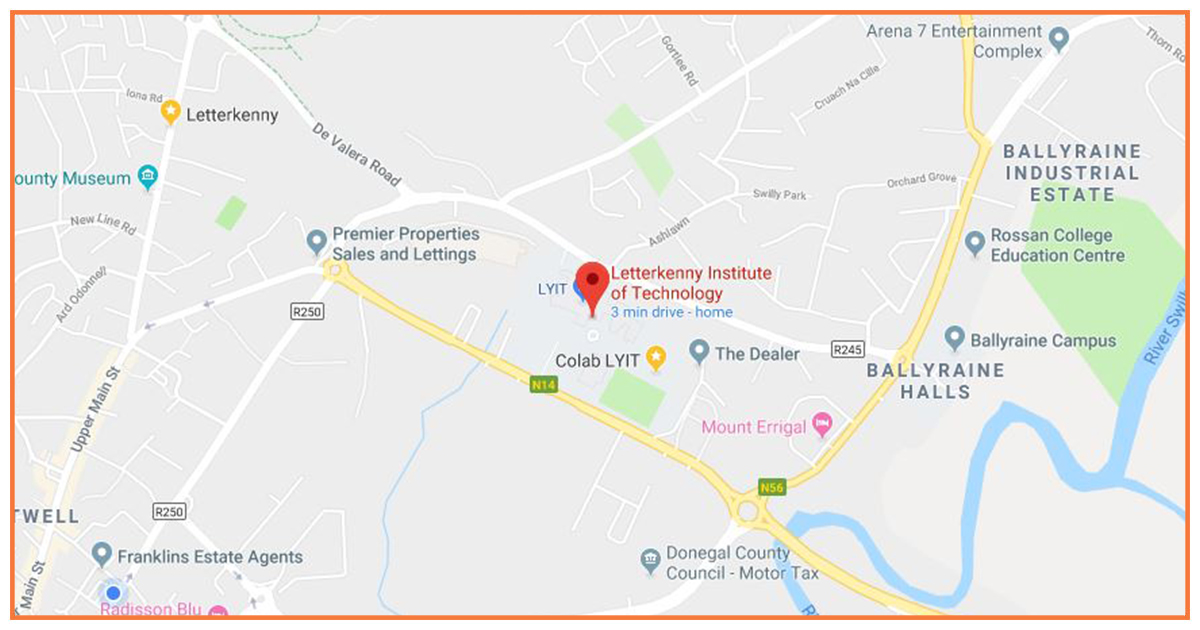 Arena 7 Entertainment
Complex
Thorn Rd
Gortlee Rd
Cruach Na Cille
Iona Rd
Letterkenny
De Valera Road
BALLYRAINE
INDUSTRIAL
ESTATE
ounty Museum
Orchard Grove
Swilly Park
New Line Rd
Ashlawn
Premier Properties
Sales and Lettings
Rossan College
Education Centre
Ard Odonnell
LYIT
Letterkenny Institute
of Technology
3 min drive - home
R250
River Swill
Ballyraine Campus
R245
Colab LYIT
The Dealer
BALLYRAINE
HALLS
N14
Upper Main St
Mount Errigal
N56
R250
TWELL
Franklins Estate Agents
Donegal County
Council - Motor Tax
Main St
Radisson Blu
Ri